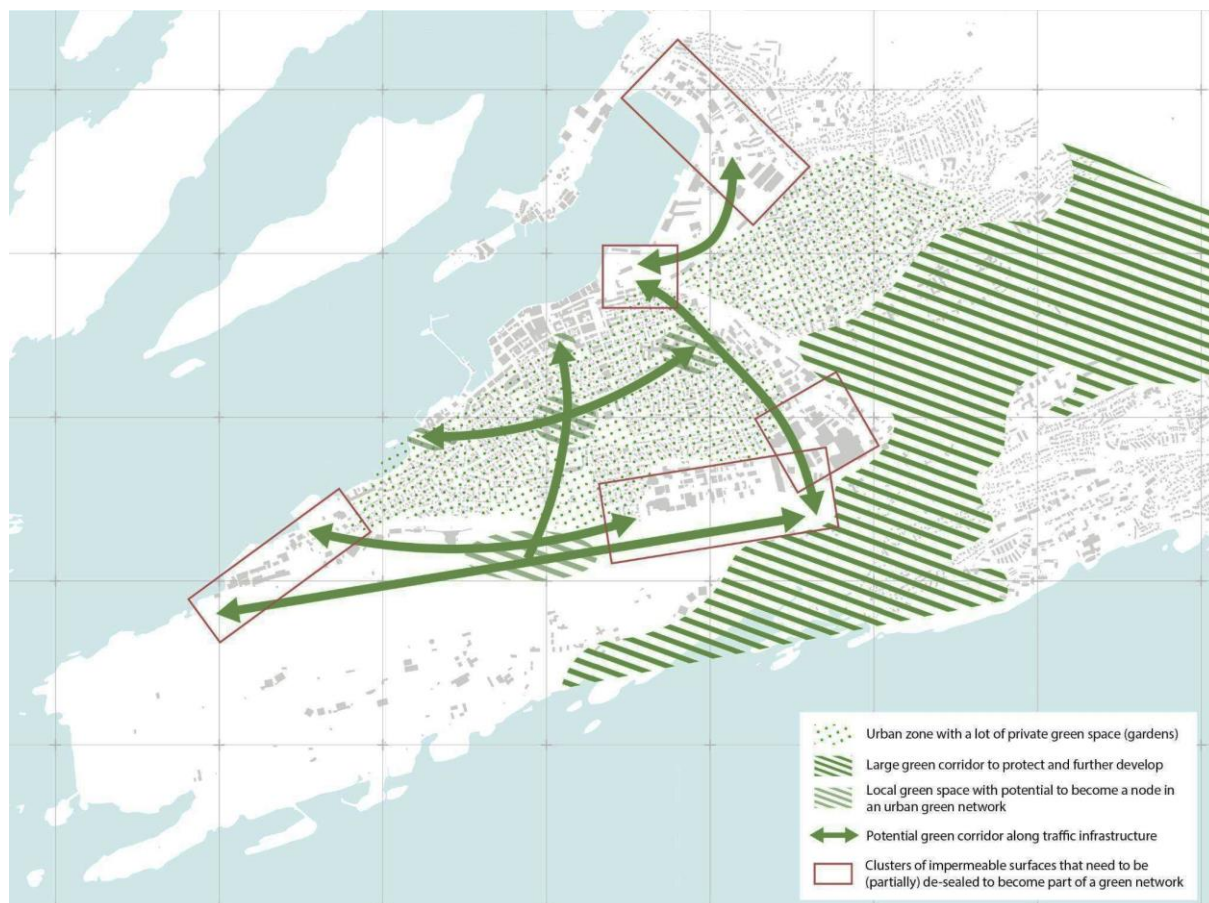 Urban zone with a lot of private green space (gardens)
Large green corridor to protect and further develop
Local green space with potential to become a node in
an urban green network
Potential green corridor along traffic infrastructure
Clusters of impermeable surfaces that need to be
(partially) de-sealed to become part of a green network